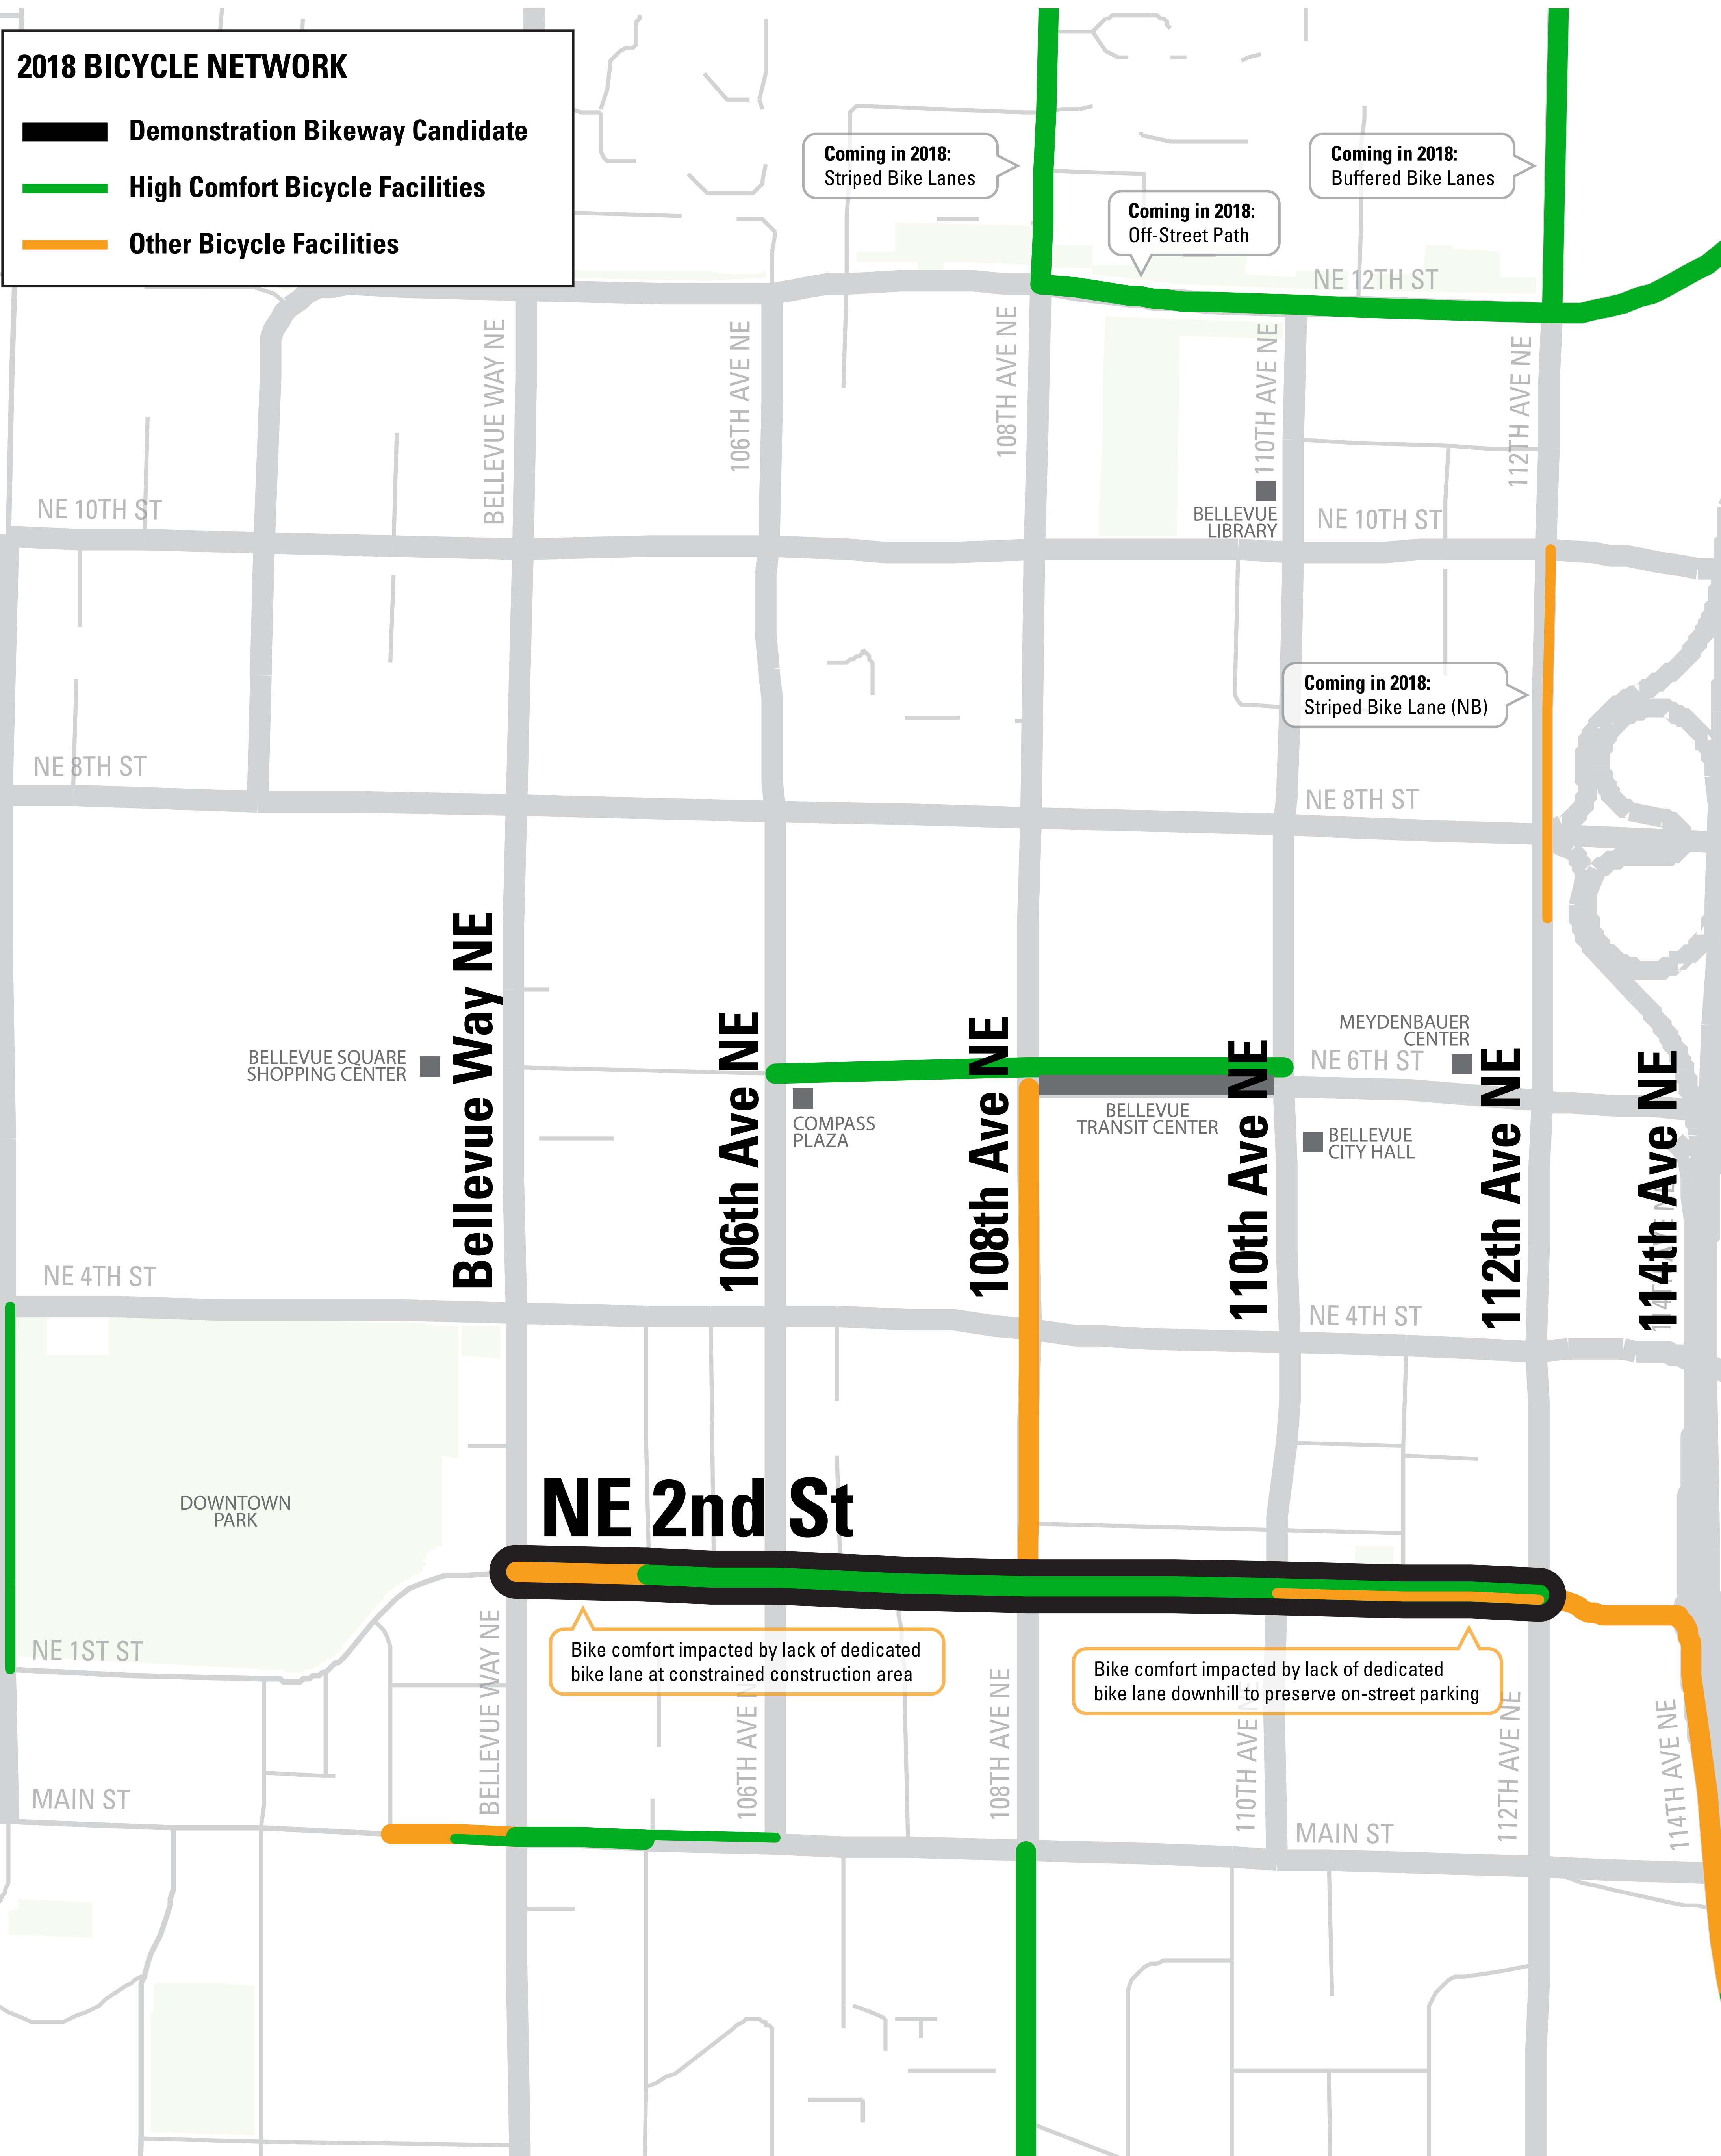 2018 BICYCLE NETWORK
Demonstration Bikeway Candidate
High Comfort Bicycle Facilities
Other Bicycle Facilities
Coming in 2018:
Striped Bike Lanes
Coming in 2018:
Buffered Bike Lanes
Coming in 2018:
Off-Street Path
NE 12TH ST
BELLEVUE WAY NE
106TH AVE NE
108TH AVE NE
110TH AVE NE
112TH AVE NE
NE 10TH ST
BELLEVUE
LIBRARY
NE 10TH ST
Coming in 2018:
Striped Bike Lane (NB)
NE 8TH ST
NE 8TH ST
Bellevue Way NE
106th Ave NE
108th Ave NE
110th Ave NE
112th Ave NE
114th Ave NE
114TH AVE NE
BELLEVUE SQUARE
SHOPPING CENTER
MEYDENBAUER
CENTER
NE 6TH ST
COMPASS
PLAZA
BELLEVUE
TRANSIT CENTER
BELLEVUE
CITY HALL
NE 4TH ST
NE 4TH ST
DOWNTOWN
PARK
NE 2nd St
NE 1ST ST
Bike comfort impacted by lack of dedicated
bike lane at constrained construction area
Bike comfort impacted by lack of dedicated
bike lane downhill to preserve on-street parking
BELLEVUE WAY NE
106TH AVE N
108TH AVE NE
110TH AVE
112TH AVE NE
114TH AVE NE
MAIN ST
MAIN ST